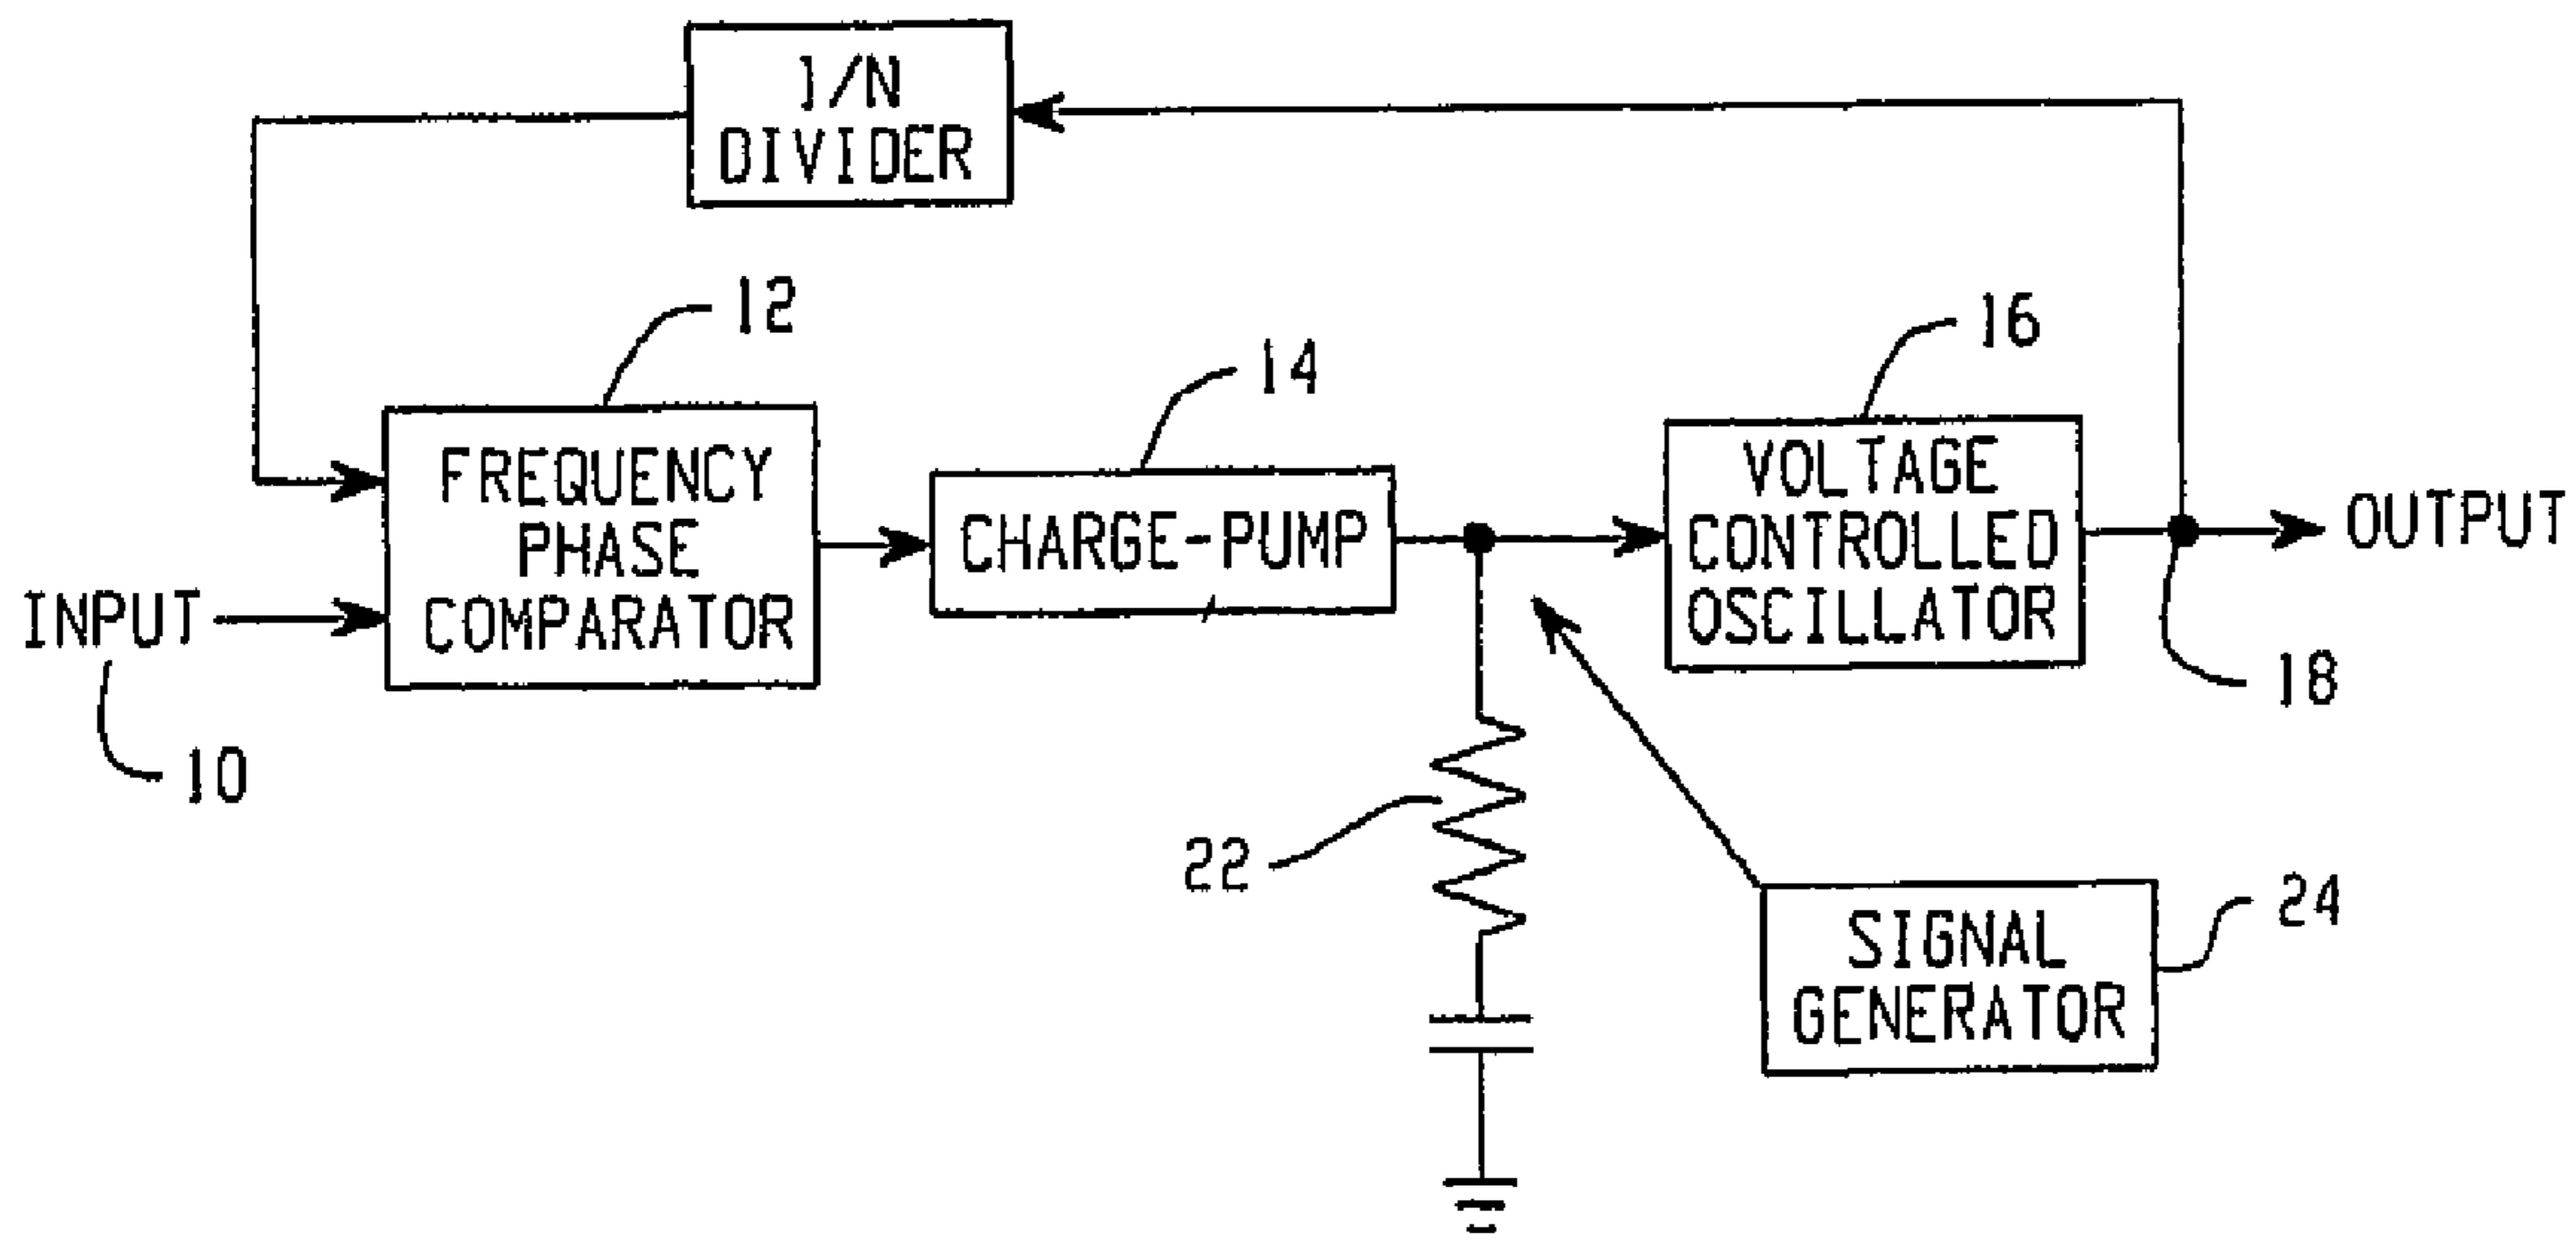 1/N
DIVIDER
12
14
16
FREQUENCY
PHASE
COMPARATOR
CHARGE-PUMP
VOLTAGE
CONTROLLED
OSCILLATOR
OUTPUT
INPUT
18
10
22
24
SIGNAL
GENERATOR